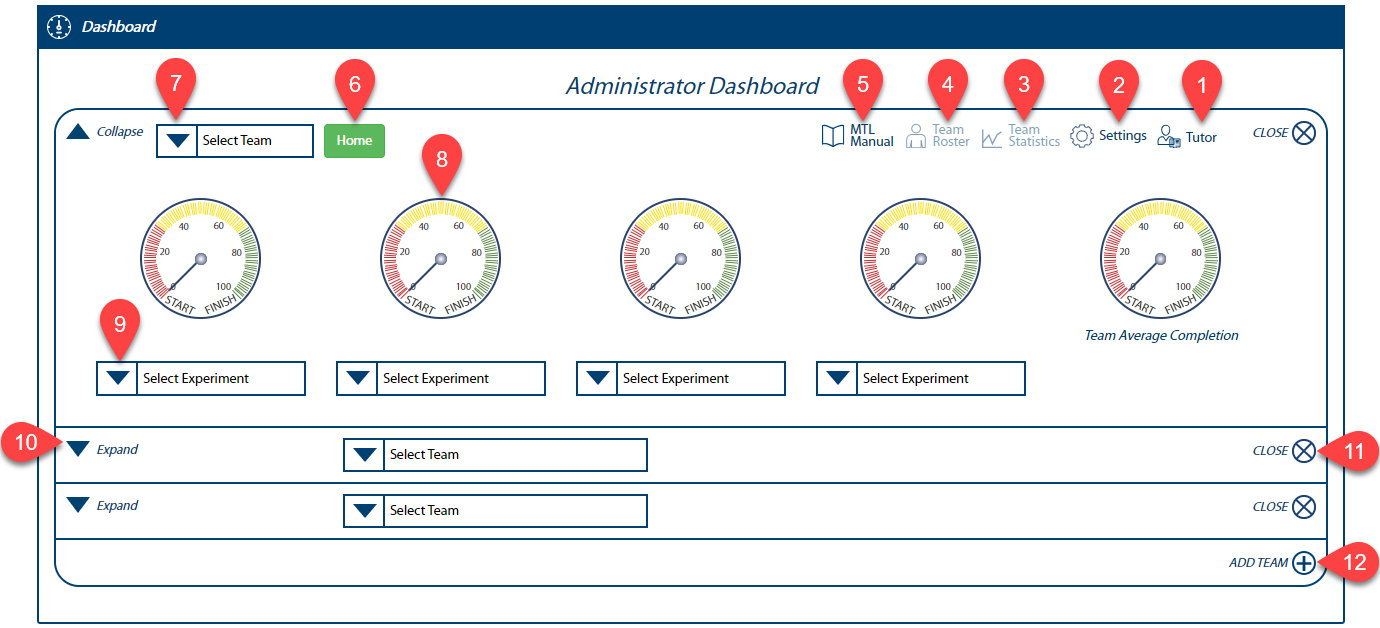 Dashboard
Administrator Dashboard
7
6
5
4
3
2
1
Collapse
Select Team
Home
MTL
Manual
Team
Roster
Team
Statistics
Settings
Tutor
CLOSE
8
0 20 40 60 80 100
START FINISH
0 20 40 60 80 100
START FINISH
0 20 40 60 80 100
START FINISH
0 20 40 60 80 100
START FINISH
0 20 40 60 80 100
START FINISH
Team Average Completion
9
Select Experiment
Select Experiment
Select Experiment
Select Experiment
10
Expand
Select Team
CLOSE
11
Expand
Select Team
CLOSE
ADD TEAM
12